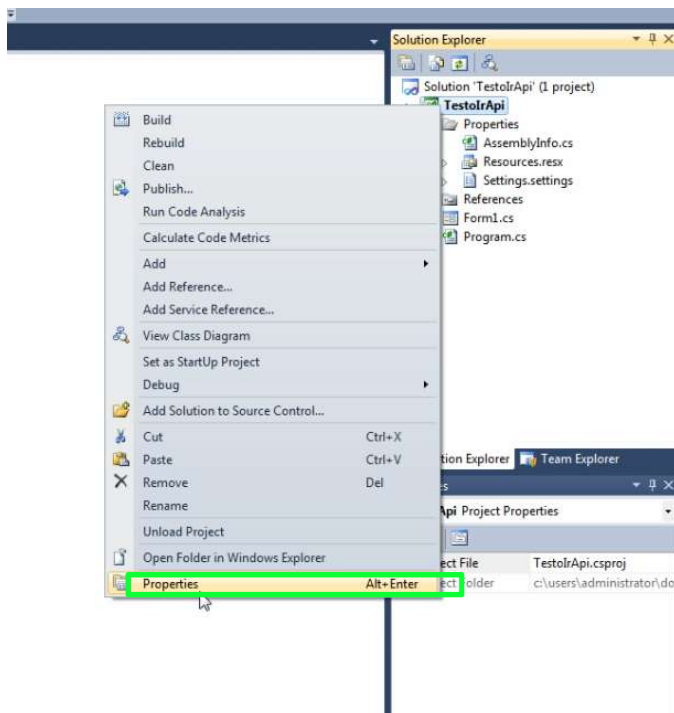 Solution Explorer
Solution 'TestoIrApi' (1 project)
TestoIrApi
Properties
AssemblyInfo.cs
Resources.resx
Settings.settings
References
Form1.cs
Program.cs
Build
Rebuild
Clean
Publish...
Run Code Analysis
Calculate Code Metrics
Add
Add Reference...
Add Service Reference...
View Class Diagram
Set as StartUp Project
Debug
Add Solution to Source Control...
Cut Ctrl+X
Paste Ctrl+V
Remove Del
Rename
Unload Project
Open Folder in Windows Explorer
Properties Alt+Enter
Explorer Team Explorer
Project Properties
File TestoIrApi.csproj
c:\users\administrator\do